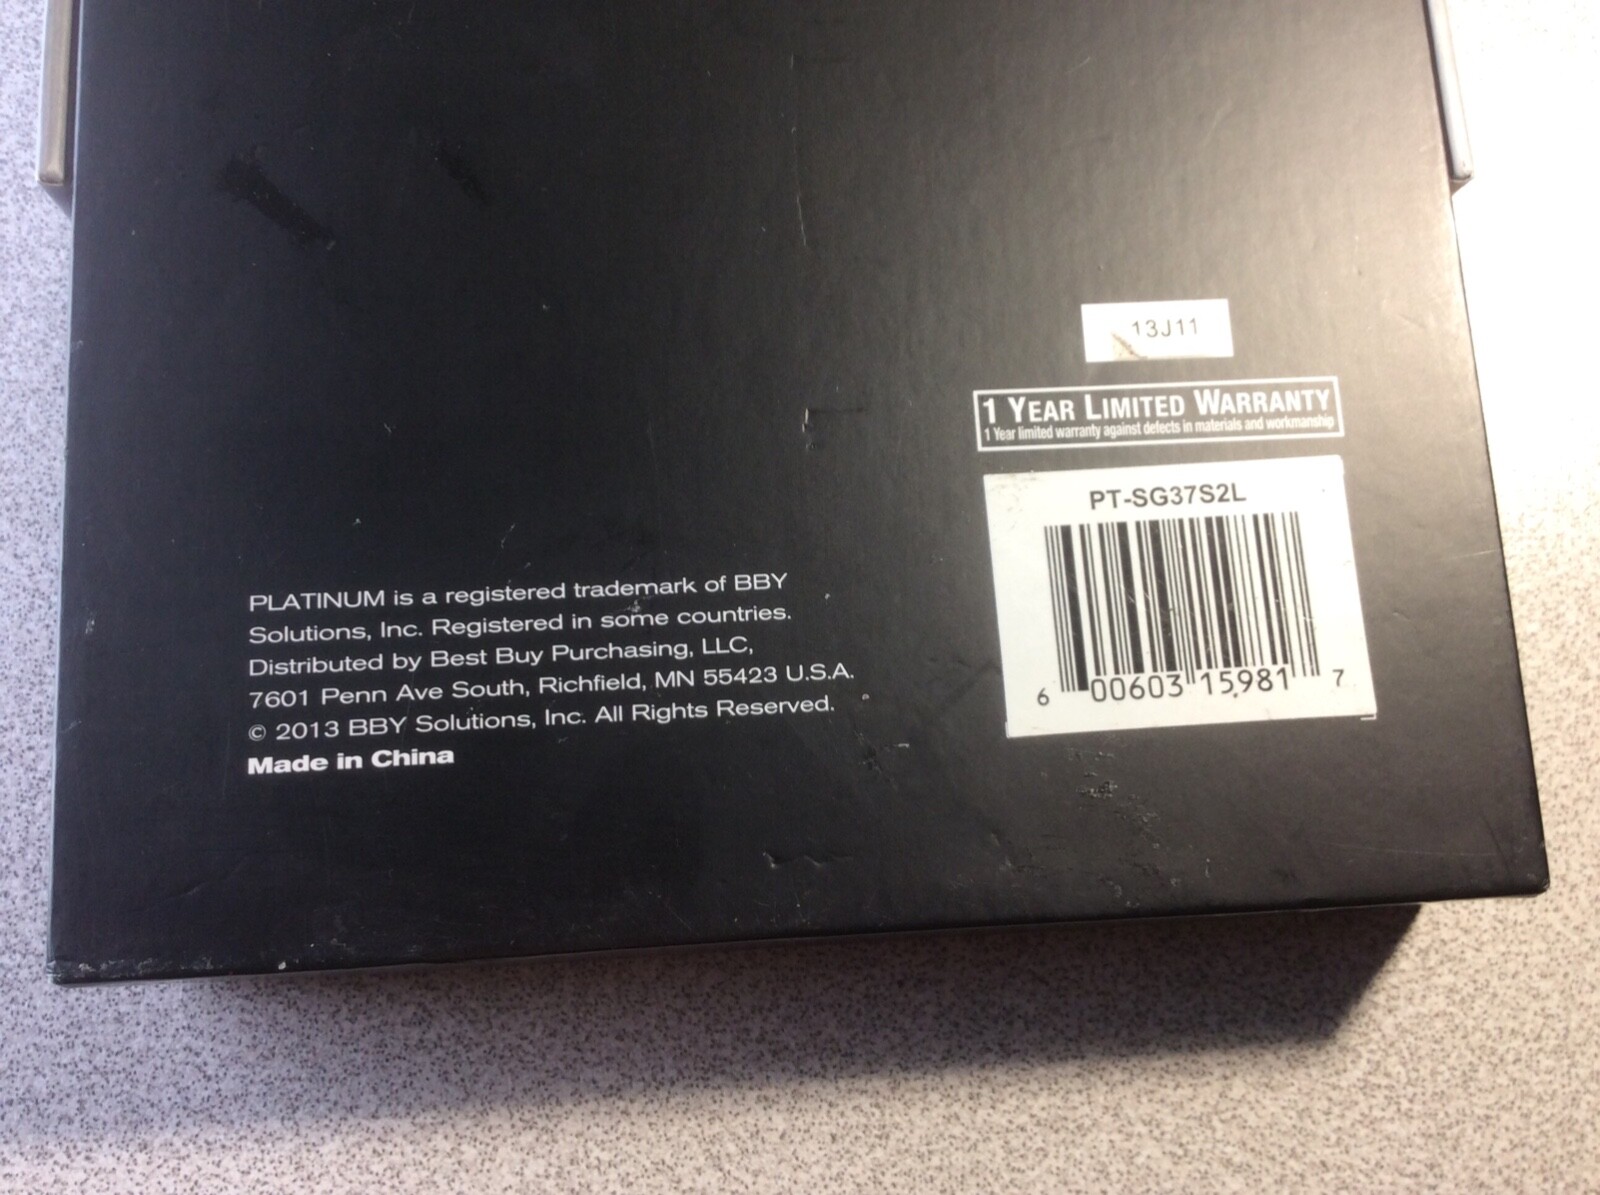 13J11
1 YEAR LIMITED WARRANTY
1 Year limited warranty against defects in materials and workmanship
PT-SG37S2L
6 00603 15981 7
PLATINUM is a registered trademark of BBY
Solutions, Inc. Registered in some countries.
Distributed by Best Buy Purchasing, LLC,
7601 Penn Ave South, Richfield, MN 55423 U.S.A.
© 2013 BBY Solutions, Inc. All Rights Reserved.
Made in China